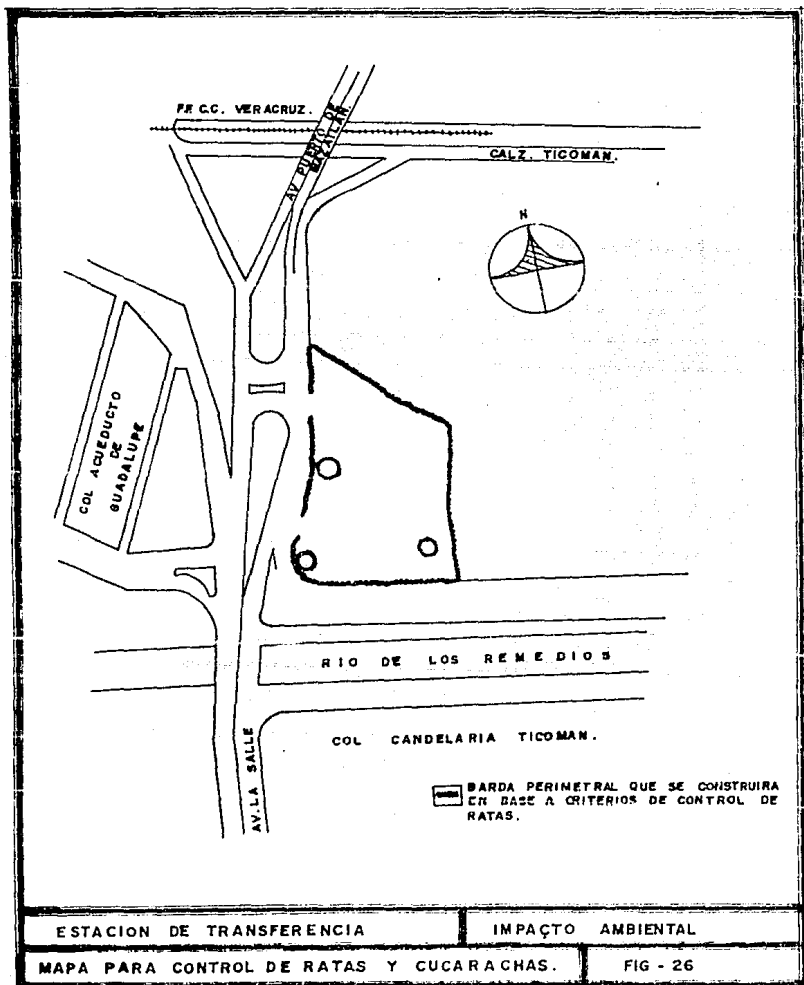 F.F. C.C. VERACRUZ.
AV PUERTO DE
MAZATLAN.
CALZ. TICOMAN.
N
COL ACUEDUCTO
DE
GUADALUPE
RIO DE LOS REMEDIOS
COL CANDELARIA TICOMAN.
AV. LA SALLE
BARDA PERIMETRAL QUE SE CONSTRUIRA
EN BASE A CRITERIOS DE CONTROL DE
RATAS.
ESTACION DE TRANSFERENCIA
IMPACTO AMBIENTAL
MAPA PARA CONTROL DE RATAS Y CUCARACHAS.
FIG - 26